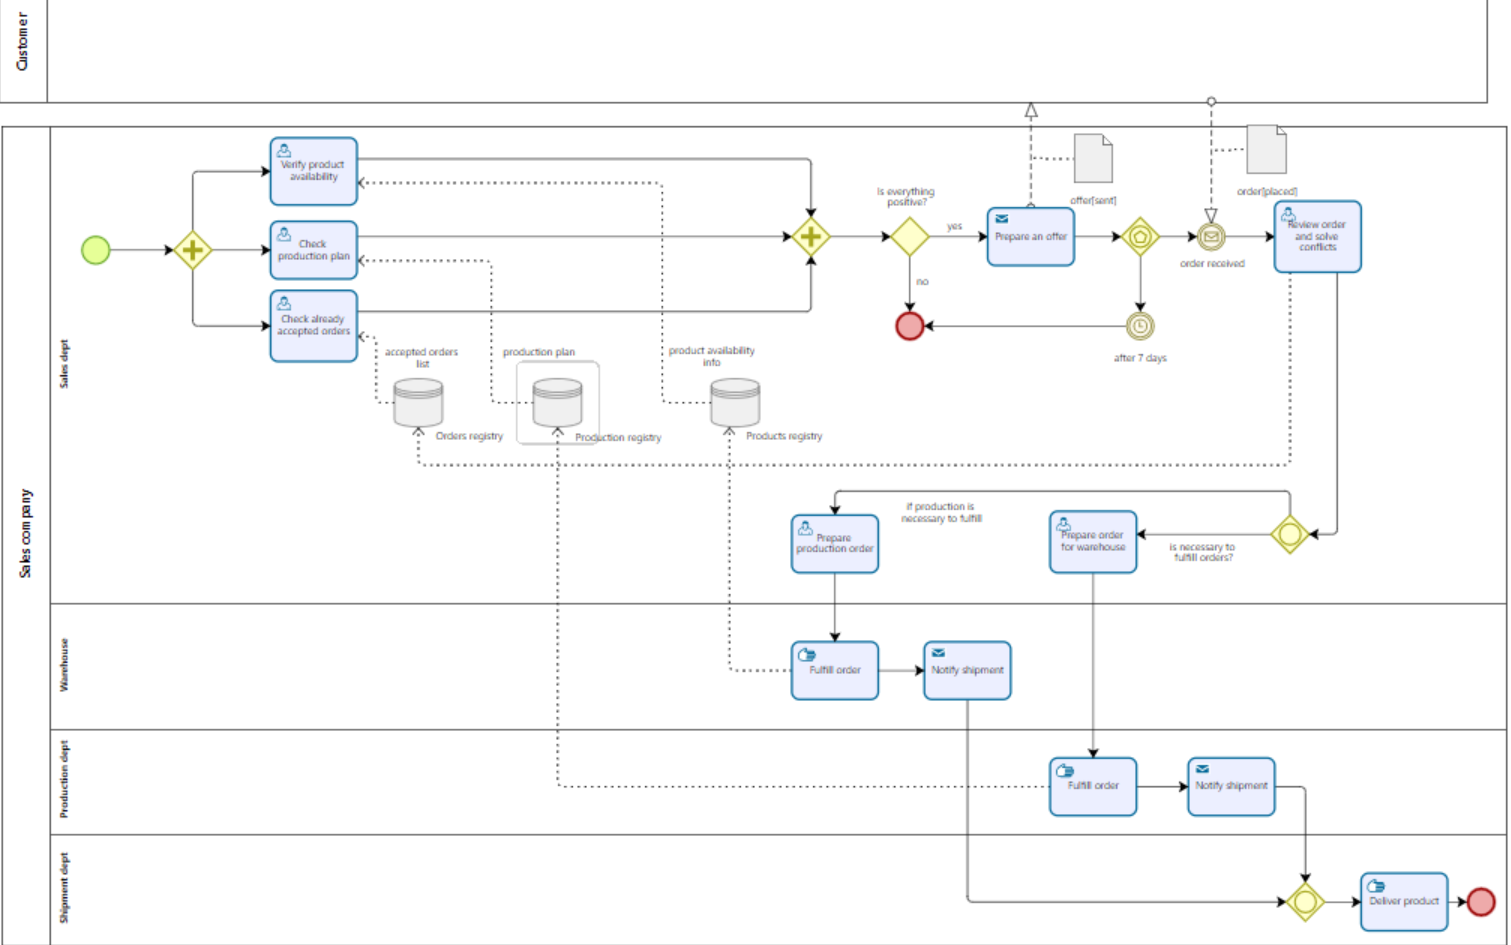 Customer
Sales company
Sales dept
Verify product
availability
Check
production plan
Check already
accepted orders
Is everything
positive?
yes
no
Prepare an offer
offer[sent]
order[placed]
order received
Review order
and solve
conflicts
after 7 days
accepted orders
list
production plan
product availability
info
Orders registry
Production registry
Products registry
if production is
necessary to fulfill
Prepare
production order
Prepare order
for warehouse
is necessary to
fulfill orders?
Warehouse
Fulfill order
Notify shipment
Production dept
Fulfill order
Notify shipment
Shipment dept
Deliver product